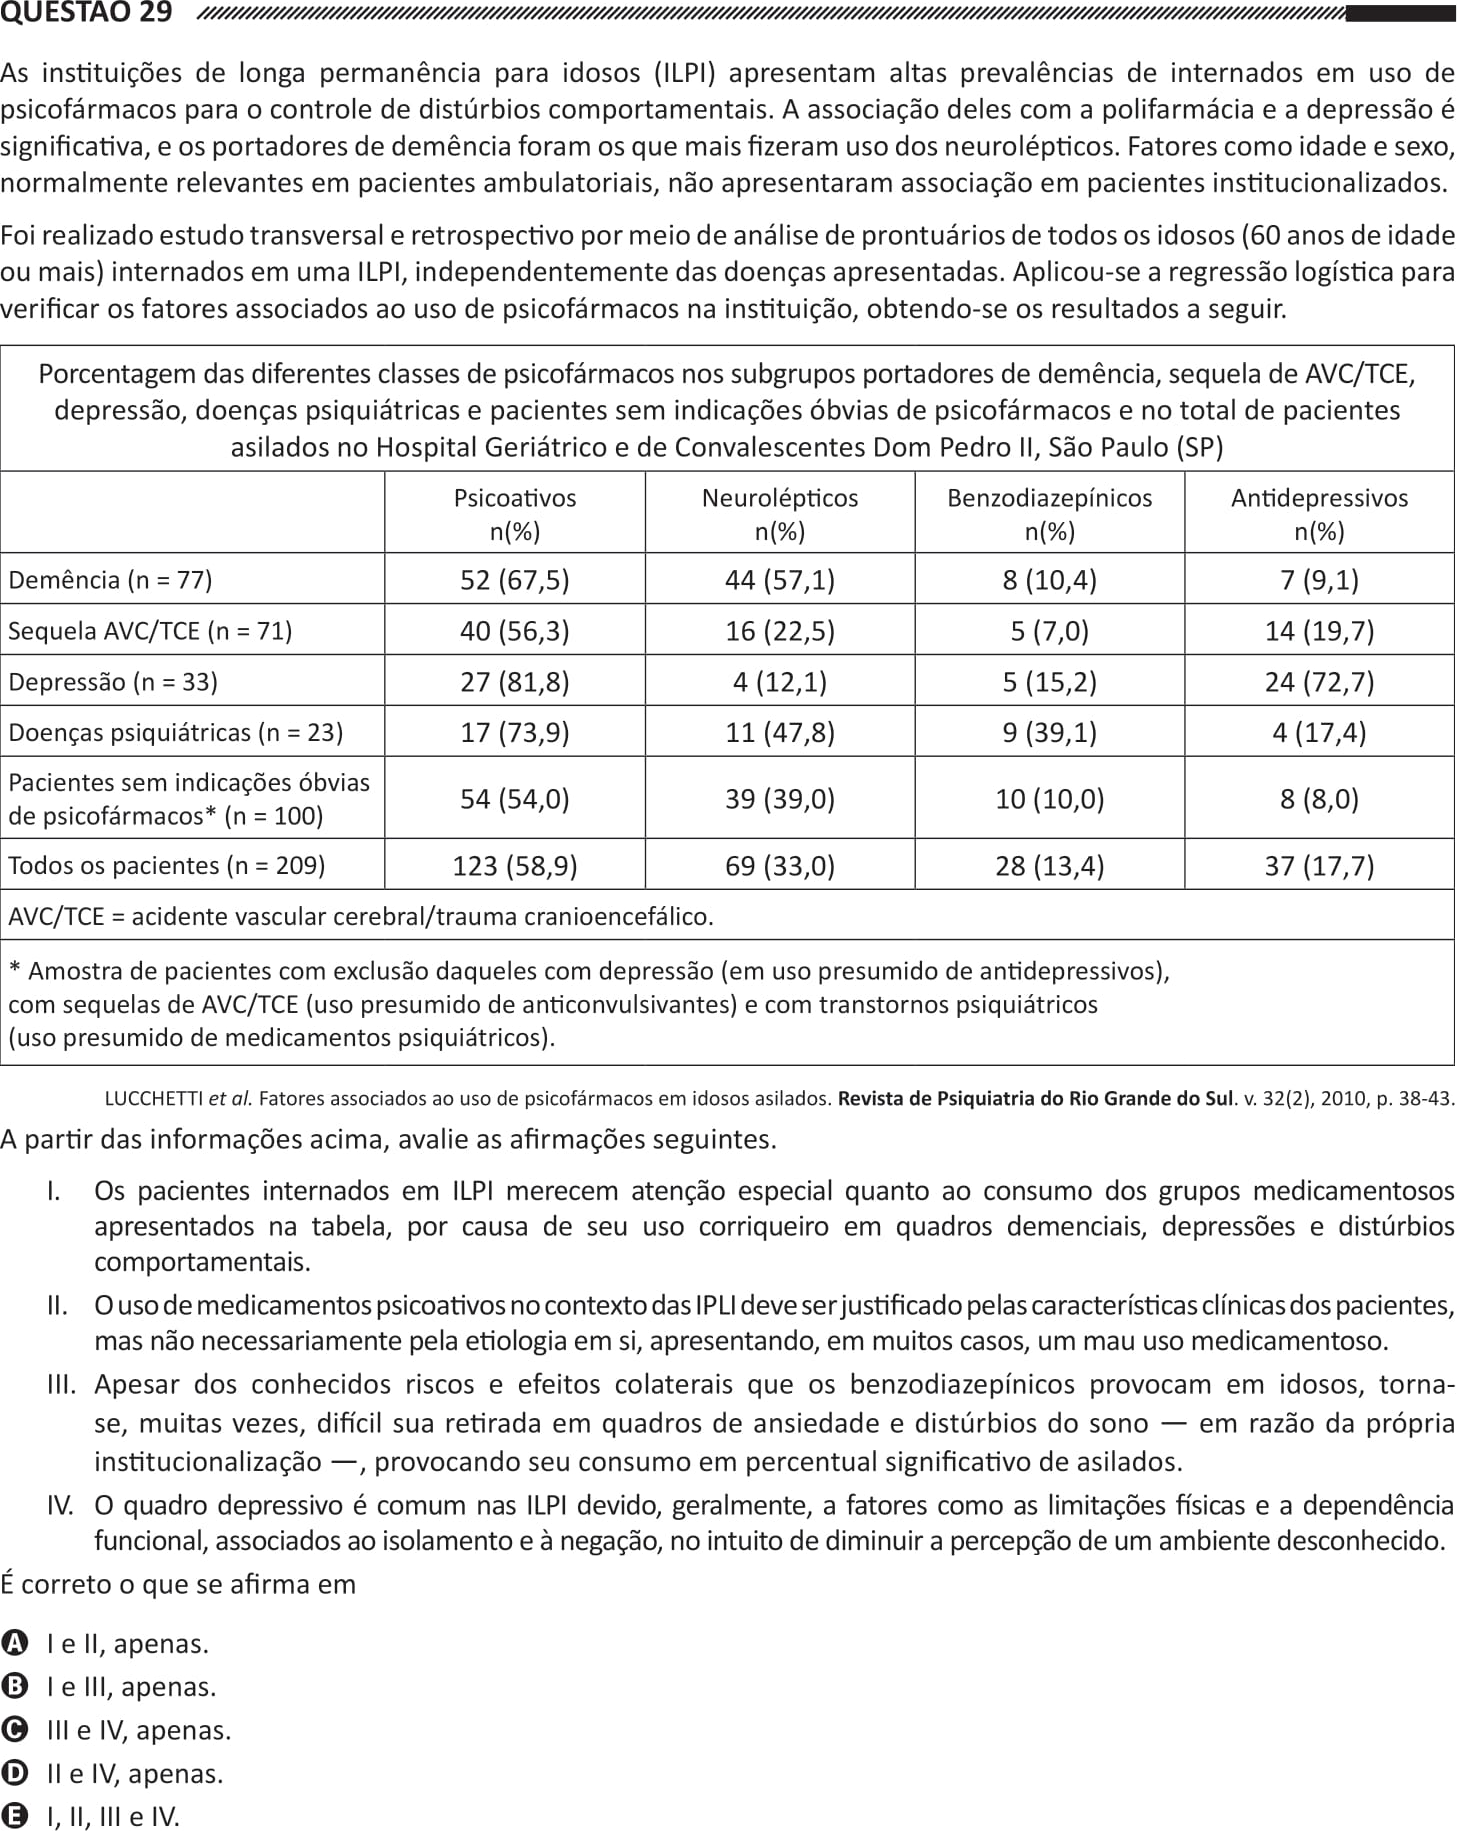 QUESTÃO 29
As instituições de longa permanência para idosos (ILPI) apresentam altas prevalências de internados em uso de
psicofármacos para o controle de distúrbios comportamentais. A associação deles com a polifarmácia e a depressão é
significativa, e os portadores de demência foram os que mais fizeram uso dos neurolépticos. Fatores como idade e sexo,
normalmente relevantes em pacientes ambulatoriais, não apresentaram associação em pacientes institucionalizados.
Foi realizado estudo transversal e retrospectivo por meio de análise de prontuários de todos os idosos (60 anos de idade
ou mais) internados em uma ILPI, independentemente das doenças apresentadas. Aplicou-se a regressão logística para
verificar os fatores associados ao uso de psicofármacos na instituição, obtendo-se os resultados a seguir.
Porcentagem das diferentes classes de psicofármacos nos subgrupos portadores de demência, sequela de AVC/TCE,
depressão, doenças psiquiátricas e pacientes sem indicações óbvias de psicofármacos e no total de pacientes
asilados no Hospital Geriátrico e de Convalescentes Dom Pedro II, São Paulo (SP)
Psicoativos Neurolépticos Benzodiazepínicos Antidepressivos
n(%) n(%) n(%) n(%)
Demência (n = 77) 52 (67,5) 44 (57,1) 8 (10,4) 7 (9,1)
Sequela AVC/TCE (n = 71) 40 (56,3) 16 (22,5) 5 (7,0) 14 (19,7)
Depressão (n = 33) 27 (81,8) 4 (12,1) 5 (15,2) 24 (72,7)
Doenças psiquiátricas (n = 23) 17 (73,9) 11 (47,8) 9 (39,1) 4 (17,4)
Pacientes sem indicações óbvias
de psicofármacos* (n = 100) 54 (54,0) 39 (39,0) 10 (10,0) 8 (8,0)
Todos os pacientes (n = 209) 123 (58,9) 69 (33,0) 28 (13,4) 37 (17,7)
AVC/TCE = acidente vascular cerebral/trauma cranioencefálico.
* Amostra de pacientes com exclusão daqueles com depressão (em uso presumido de antidepressivos),
com sequelas de AVC/TCE (uso presumido de anticonvulsivantes) e com transtornos psiquiátricos
(uso presumido de medicamentos psiquiátricos).
LUCCHETTI et al. Fatores associados ao uso de psicofármacos em idosos asilados. Revista de Psiquiatria do Rio Grande do Sul. v. 32(2), 2010, p. 38-43.
A partir das informações acima, avalie as afirmações seguintes.
I. Os pacientes internados em ILPI merecem atenção especial quanto ao consumo dos grupos medicamentosos
apresentados na tabela, por causa de seu uso corriqueiro em quadros demenciais, depressões e distúrbios
comportamentais.
II. O uso de medicamentos psicoativos no contexto das IPLI deve ser justificado pelas características clínicas dos pacientes,
mas não necessariamente pela etiologia em si, apresentando, em muitos casos, um mau uso medicamentoso.
III. Apesar dos conhecidos riscos e efeitos colaterais que os benzodiazepínicos provocam em idosos, torna-
se, muitas vezes, difícil sua retirada em quadros de ansiedade e distúrbios do sono — em razão da própria
institucionalização —, provocando seu consumo em percentual significativo de asilados.
IV. O quadro depressivo é comum nas ILPI devido, geralmente, a fatores como as limitações físicas e a dependência
funcional, associados ao isolamento e à negação, no intuito de diminuir a percepção de um ambiente desconhecido.
É correto o que se afirma em
A I e II, apenas.
B I e III, apenas.
C III e IV, apenas.
D II e IV, apenas.
E I, II, III e IV.